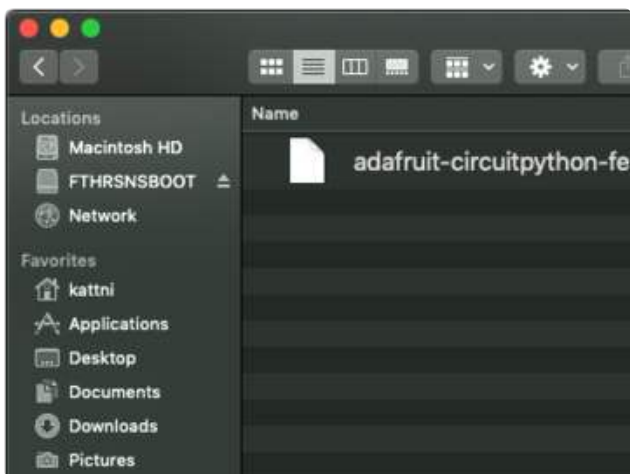 Locations
Macintosh HD
FTHRSNSBOOT
Network
Favorites
kattni
Applications
Desktop
Documents
Downloads
Pictures
Name
adafruit-circuitpython-fe